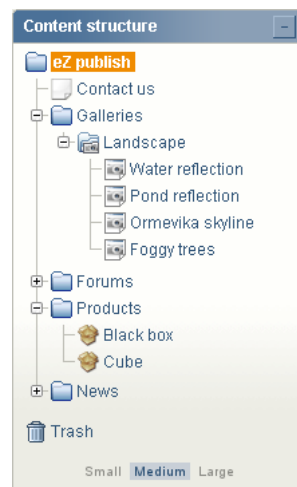 Content structure
eZ publish
Contact us
Galleries
Landscape
Water reflection
Pond reflection
Ormevika skyline
Foggy trees
Forums
Products
Black box
Cube
News
Trash
Small Medium Large